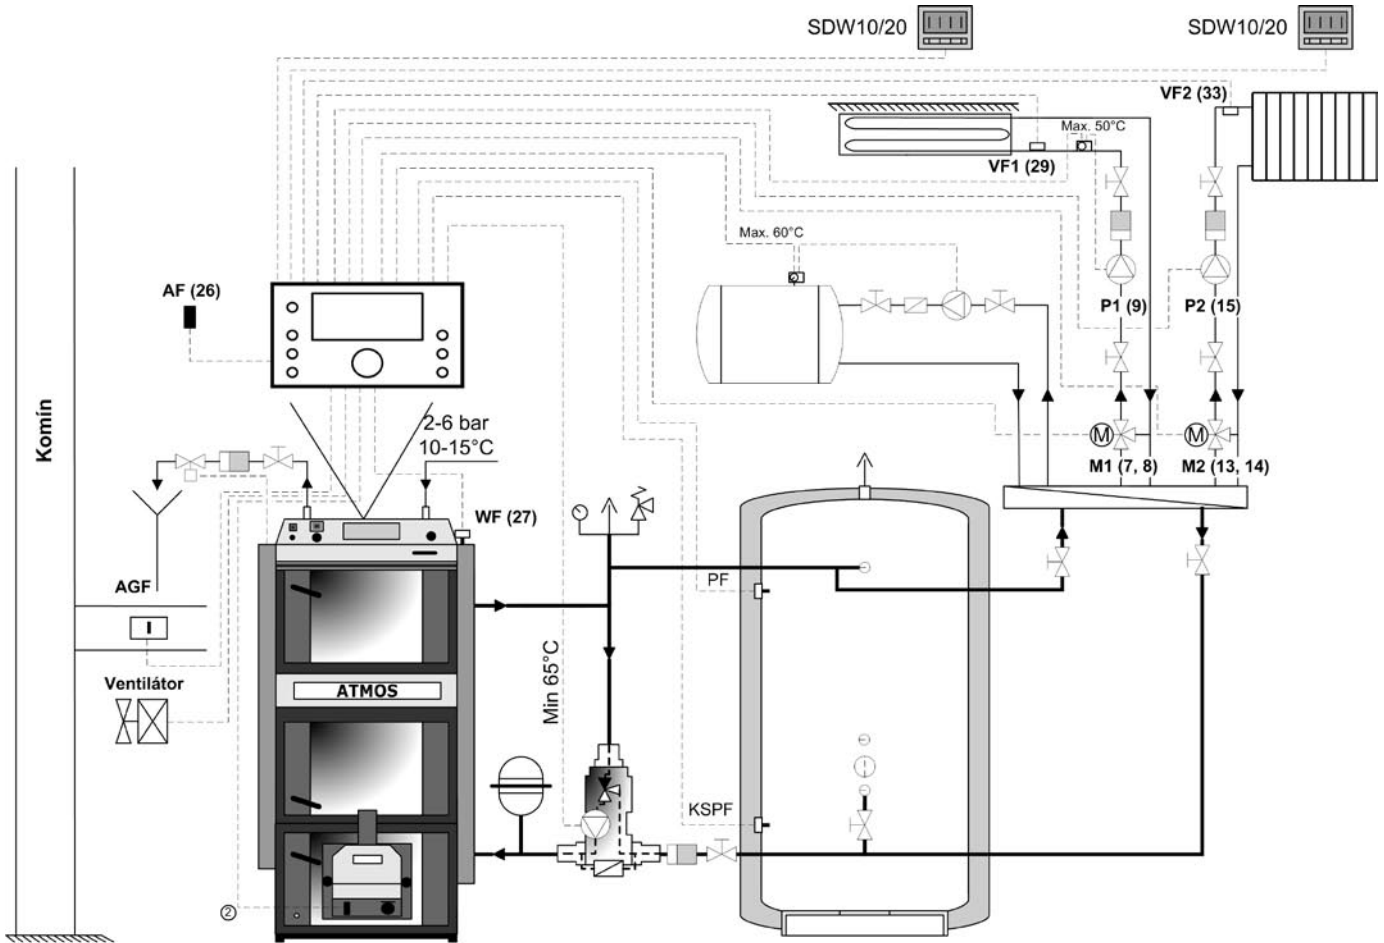 SDW10/20
SDW10/20
VF2 (33)
Max. 50°C
VF1 (29)
Max. 60°C
AF (26)
P1 (9)
P2 (15)
Komín
2-6 bar
10-15°C
M
M
M1 (7, 8)
M2 (13, 14)
WF (27)
AGF
PF
Min 65°C
Ventilátor
ATMOS
KSPF
2